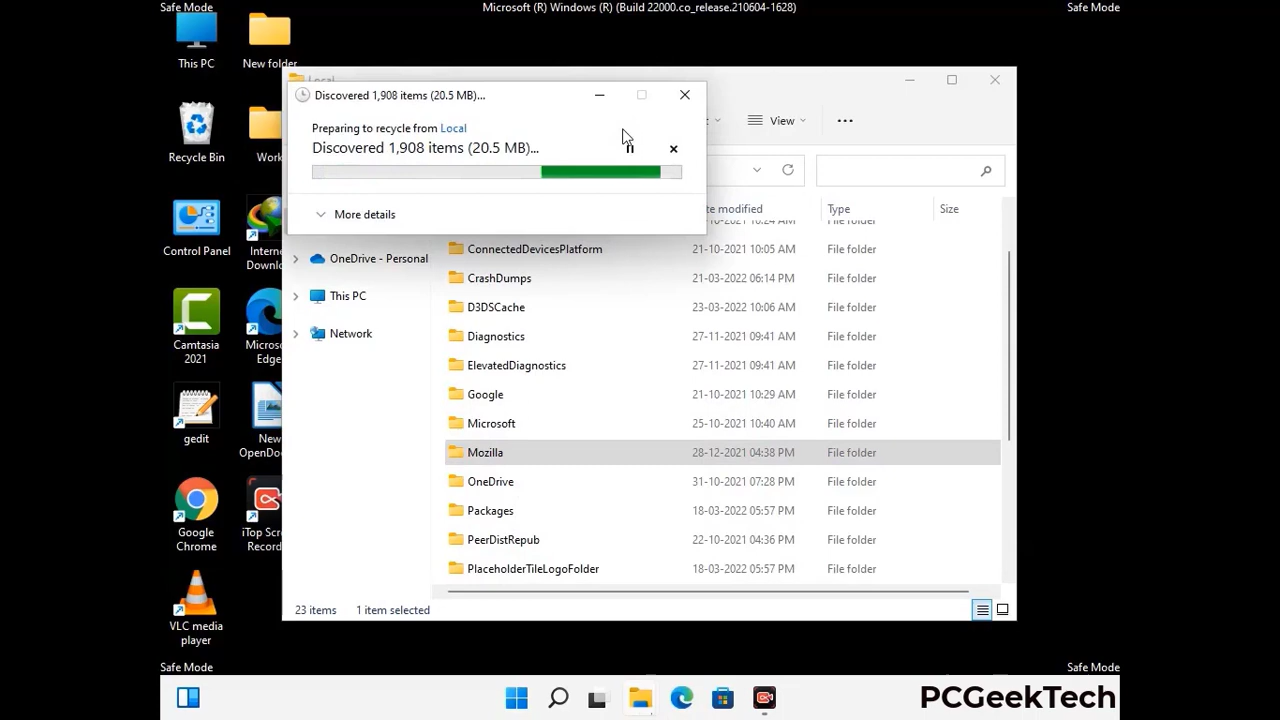 Safe Mode
Microsoft (R) Windows (R) (Build 22000.co_release.210604-1628)
Safe Mode
This PC
New folder
Recycle Bin
Work
Control Panel
Intern
Downlo
Camtasia
2021
Micros
Edge
gedit
New
OpenDo
Google
Chrome
iTop Scr
Record
VLC media
player
Local
Discovered 1,908 items (20.5 MB)...
Preparing to recycle from Local
Discovered 1,908 items (20.5 MB)...
More details
View
OneDrive - Personal
This PC
Network
te modified
Type
Size
File folder
ConnectedDevicesPlatform 21-10-2021 10:05 AM File folder
CrashDumps 21-03-2022 06:14 PM File folder
D3DSCache 23-03-2022 10:06 AM File folder
Diagnostics 27-11-2021 09:41 AM File folder
ElevatedDiagnostics 27-11-2021 09:41 AM File folder
Google 21-10-2021 10:29 AM File folder
Microsoft 25-10-2021 10:40 AM File folder
Mozilla 28-12-2021 04:38 PM File folder
OneDrive 31-10-2021 07:28 PM File folder
Packages 18-03-2022 05:57 PM File folder
PeerDistRepub 22-10-2021 04:36 PM File folder
PlaceholderTileLogoFolder 18-03-2022 05:57 PM File folder
23 items
1 item selected
Safe Mode
Safe Mode
PCGeekTech